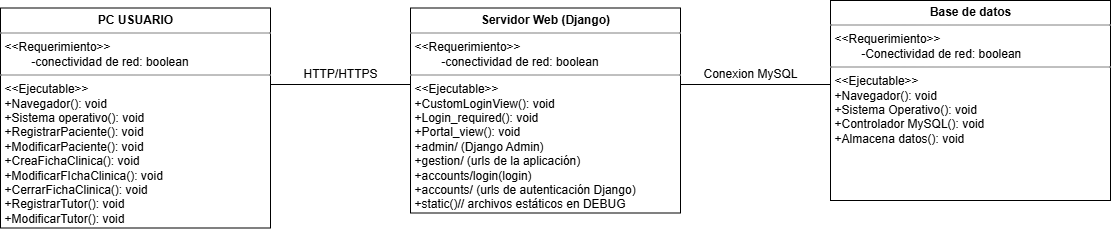 PC USUARIO
<<Requerimiento>>
-conectividad de red: boolean
<<Ejecutable>>
+Navegador(): void
+Sistema operativo(): void
+RegistrarPaciente(): void
+ModificarPaciente(): void
+CreaFichaClinica(): void
+ModificarFIchaClinica(): void
+CerrarFichaClinica(): void
+RegistrarTutor(): void
+ModificarTutor(): void
HTTP/HTTPS
Servidor Web (Django)
<<Requerimiento>>
-conectividad de red: boolean
<<Ejecutable>>
+CustomLoginView(): void
+Login_required(): void
+Portal_view(): void
+admin/ (Django Admin)
+gestion/ (urls de la aplicación)
+accounts/login(login)
+accounts/ (urls de autenticación Django)
+static()// archivos estáticos en DEBUG
Conexion MySQL
Base de datos
<<Requerimiento>>
-Conectividad de red: boolean
<<Ejecutable>>
+Navegador(): void
+Sistema Operativo(): void
+Controlador MySQL(): void
+Almacena datos(): void